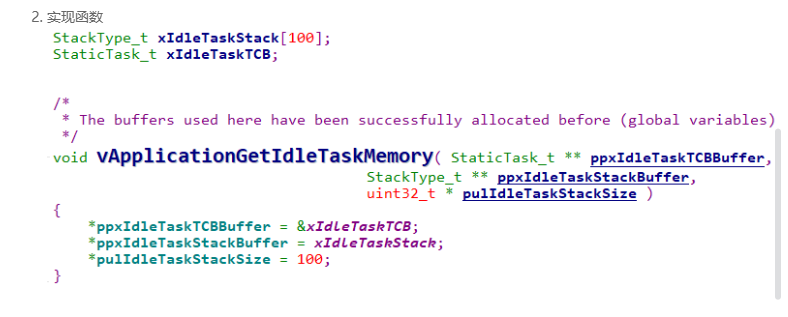 2. 实现函数
StackType_t xIdleTaskStack[100];
StaticTask_t xIdleTaskTCB;
/*
* The buffers used here have been successfully allocated before (global variables)
*/
void vApplicationGetIdleTaskMemory( StaticTask_t ** ppxIdleTaskTCBBuffer,
StackType_t ** ppxIdleTaskStackBuffer,
uint32_t * pulIdleTaskStackSize )
{
*ppxIdleTaskTCBBuffer = &xIdleTaskTCB;
*ppxIdleTaskStackBuffer = xIdleTaskStack;
*pulIdleTaskStackSize = 100;
}